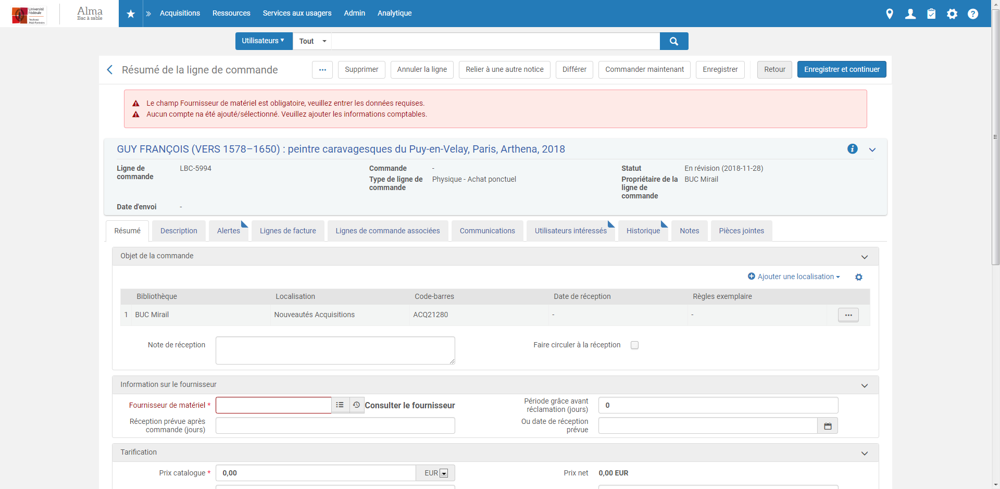 Université
Fédérale
Toulouse
Midi-Pyrénées
Alma
Bac à sable
Acquisitions
Ressources
Services aux usagers
Admin
Analytique
Utilisateurs
Tout
Résumé de la ligne de commande
Supprimer
Annuler la ligne
Relier à une autre notice
Différer
Commander maintenant
Enregistrer
Retour
Enregistrer et continuer
Le champ Fournisseur de matériel est obligatoire, veuillez entrer les données requises.
Aucun compte na été ajouté/sélectionné. Veuillez ajouter les informations comptables.
GUY FRANÇOIS (VERS 1578–1650) : peintre caravagesques du Puy-en-Velay, Paris, Arthena, 2018
Ligne de commande LBC-5994
Commande -
Statut En révision (2018-11-28)
Type de ligne de commande Physique - Achat ponctuel
Propriétaire de la ligne de commande BUC Mirail
Date d'envoi -
Résumé
Description
Alertes
Lignes de facture
Lignes de commande associées
Communications
Utilisateurs intéressés
Historique
Notes
Pièces jointes
Objet de la commande
Ajouter une localisation
Bibliothèque Localisation Code-barres Date de réception Règles exemplaire
1 BUC Mirail Nouveautés Acquisitions ACQ21280 - -
Note de réception
Faire circuler à la réception
Information sur le fournisseur
Fournisseur de matériel *
Consulter le fournisseur
Période grâce avant réclamation (jours) 0
Réception prévue après commande (jours)
Ou date de réception prévue
Tarification
Prix catalogue * 0,00 EUR
Prix net 0,00 EUR